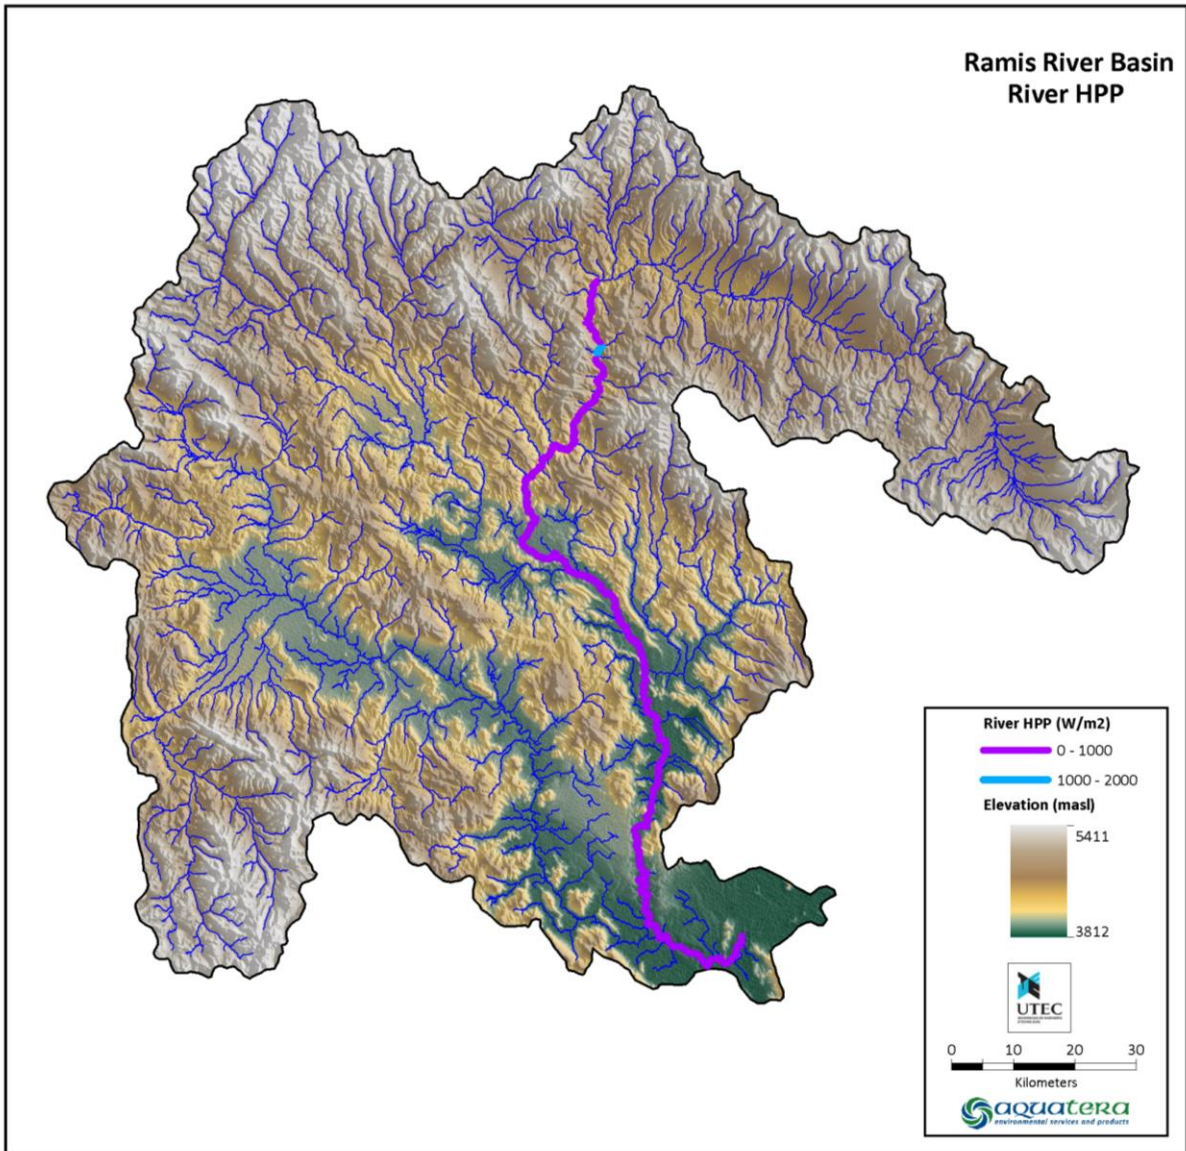 Ramis River Basin
River HPP
River HPP (W/m2)
0 - 1000
1000 - 2000
Elevation (masl)
5411
3812
UTEC
0 10 20 30
Kilometers
aquatera
environmental services and products